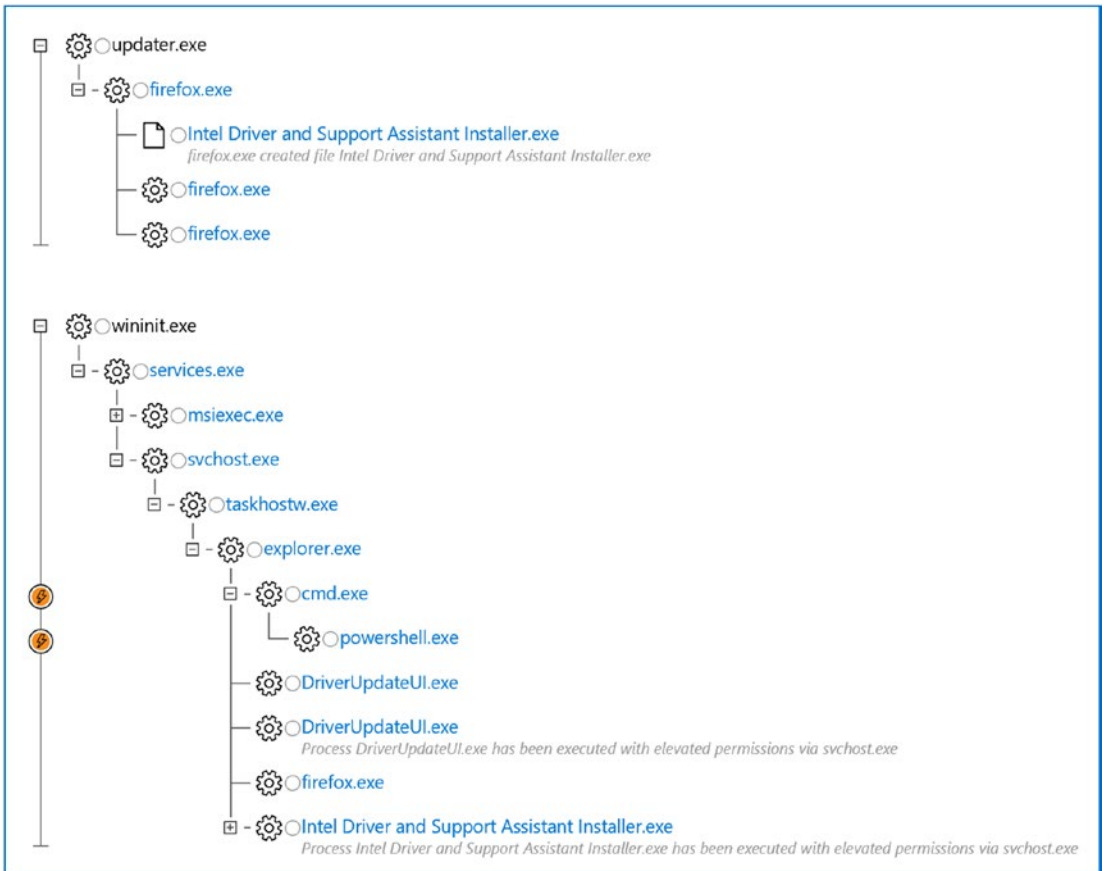 updater.exe
firefox.exe
Intel Driver and Support Assistant Installer.exe
firefox.exe created file Intel Driver and Support Assistant Installer.exe
firefox.exe
firefox.exe
wininit.exe
services.exe
msiexec.exe
svchost.exe
taskhostw.exe
explorer.exe
cmd.exe
powershell.exe
DriverUpdateUI.exe
DriverUpdateUI.exe
Process DriverUpdateUI.exe has been executed with elevated permissions via svchost.exe
firefox.exe
Intel Driver and Support Assistant Installer.exe
Process Intel Driver and Support Assistant Installer.exe has been executed with elevated permissions via svchost.exe